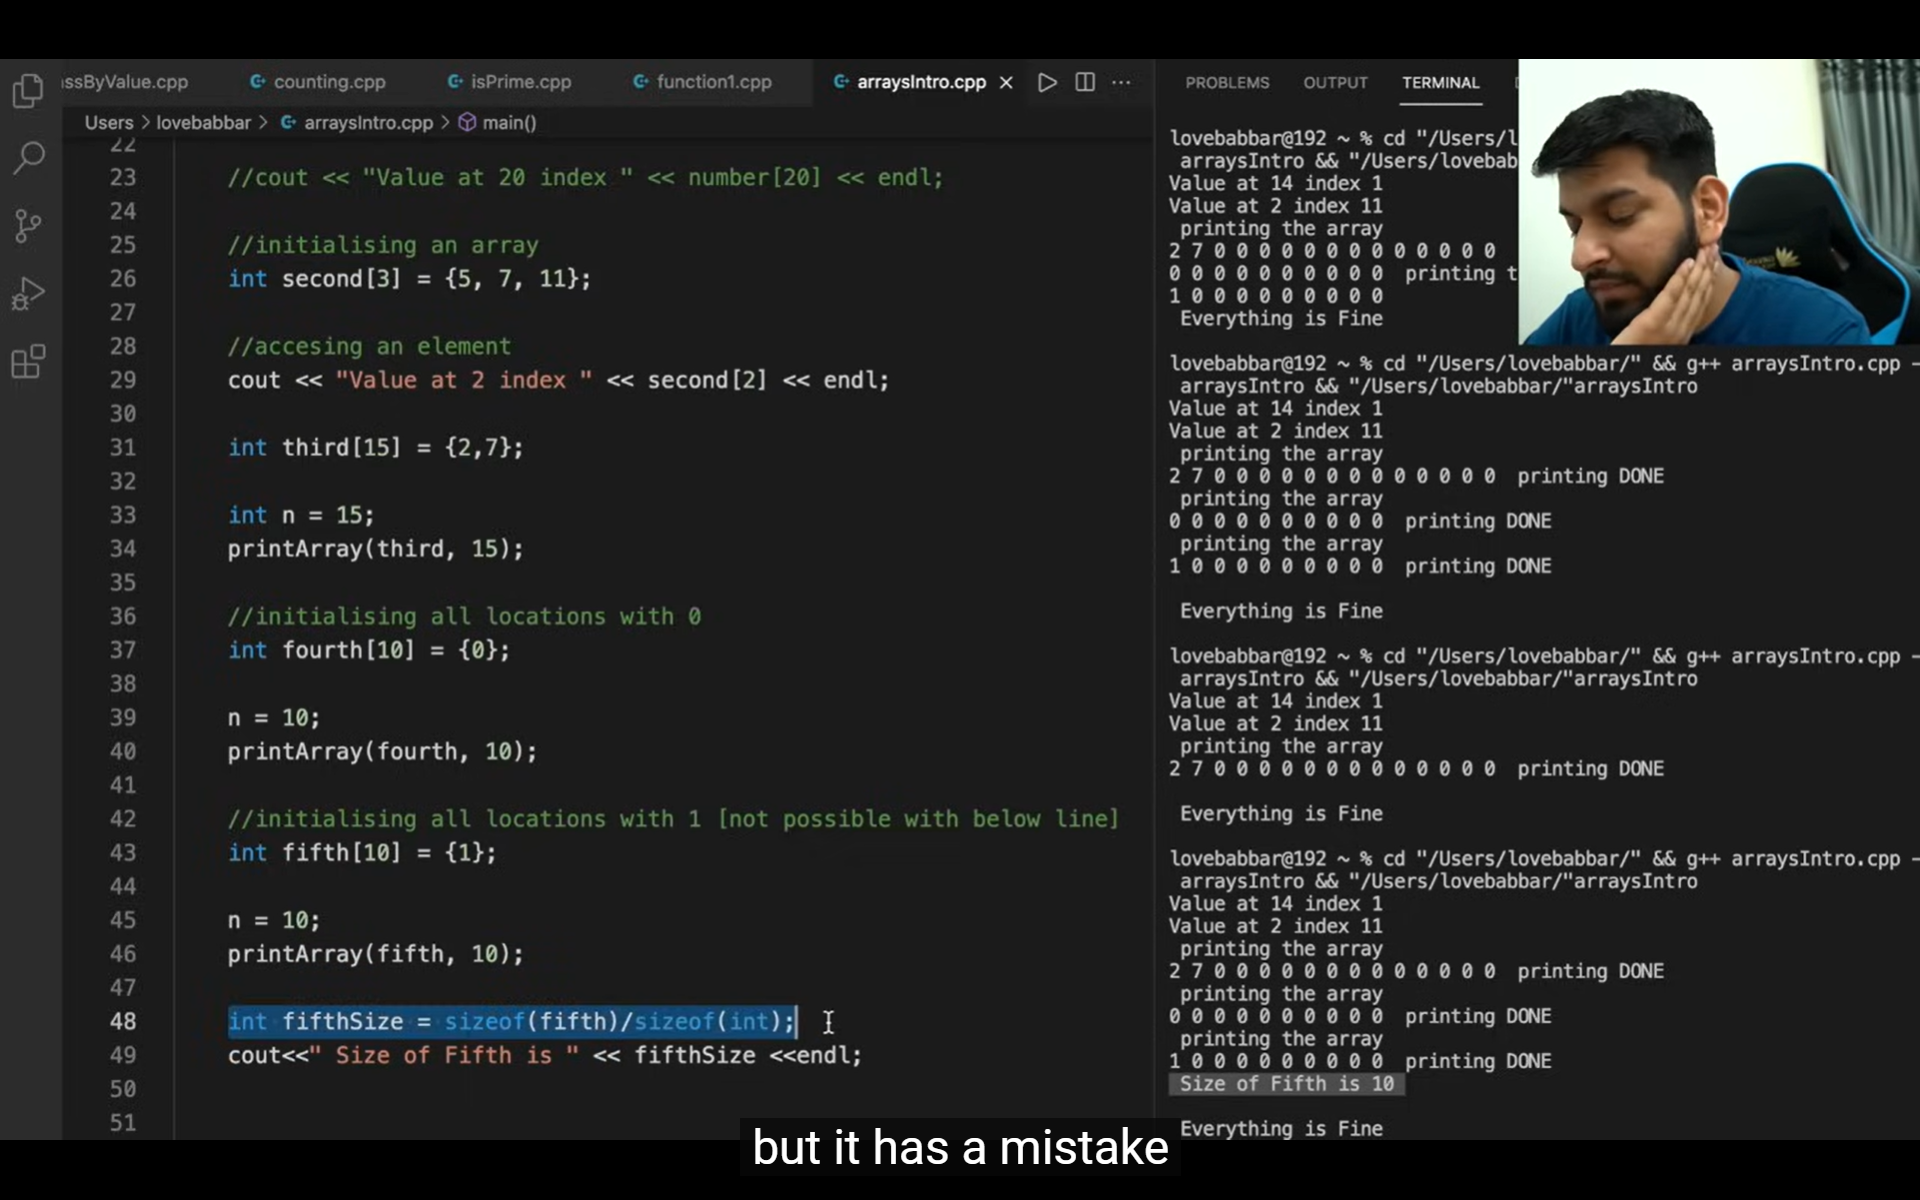 ssByValue.cpp
counting.cpp
isPrime.cpp
function1.cpp
arraysIntro.cpp
Users > lovebabbar > arraysIntro.cpp > main()
22
23 //cout << "Value at 20 index " << number[20] << endl;
24
25 //initialising an array
26 int second[3] = {5, 7, 11};
27
28 //accesing an element
29 cout << "Value at 2 index " << second[2] << endl;
30
31 int third[15] = {2,7};
32
33 int n = 15;
34 printArray(third, 15);
35
36 //initialising all locations with 0
37 int fourth[10] = {0};
38
39 n = 10;
40 printArray(fourth, 10);
41
42 //initialising all locations with 1 [not possible with below line]
43 int fifth[10] = {1};
44
45 n = 10;
46 printArray(fifth, 10);
47
48 int fifthSize = sizeof(fifth)/sizeof(int);
49 cout<<" Size of Fifth is " << fifthSize <<endl;
50
51
PROBLEMS OUTPUT TERMINAL
lovebabbar@192 ~ % cd "/Users/l
arraysIntro && "/Users/lovebab
Value at 14 index 1
Value at 2 index 11
printing the array
2 7 0 0 0 0 0 0 0 0 0 0 0 0 0
0 0 0 0 0 0 0 0 0 0 printing t
1 0 0 0 0 0 0 0 0 0
Everything is Fine
lovebabbar@192 ~ % cd "/Users/lovebabbar/" && g++ arraysIntro.cpp -
arraysIntro && "/Users/lovebabbar/"arraysIntro
Value at 14 index 1
Value at 2 index 11
printing the array
2 7 0 0 0 0 0 0 0 0 0 0 0 0 0 printing DONE
printing the array
0 0 0 0 0 0 0 0 0 0 printing DONE
printing the array
1 0 0 0 0 0 0 0 0 0 printing DONE
Everything is Fine
lovebabbar@192 ~ % cd "/Users/lovebabbar/" && g++ arraysIntro.cpp -
arraysIntro && "/Users/lovebabbar/"arraysIntro
Value at 14 index 1
Value at 2 index 11
printing the array
2 7 0 0 0 0 0 0 0 0 0 0 0 0 0 printing DONE
Everything is Fine
lovebabbar@192 ~ % cd "/Users/lovebabbar/" && g++ arraysIntro.cpp -
arraysIntro && "/Users/lovebabbar/"arraysIntro
Value at 14 index 1
Value at 2 index 11
printing the array
2 7 0 0 0 0 0 0 0 0 0 0 0 0 0 printing DONE
printing the array
0 0 0 0 0 0 0 0 0 0 printing DONE
printing the array
1 0 0 0 0 0 0 0 0 0 printing DONE
Size of Fifth is 10
Everything is Fine
but it has a mistake